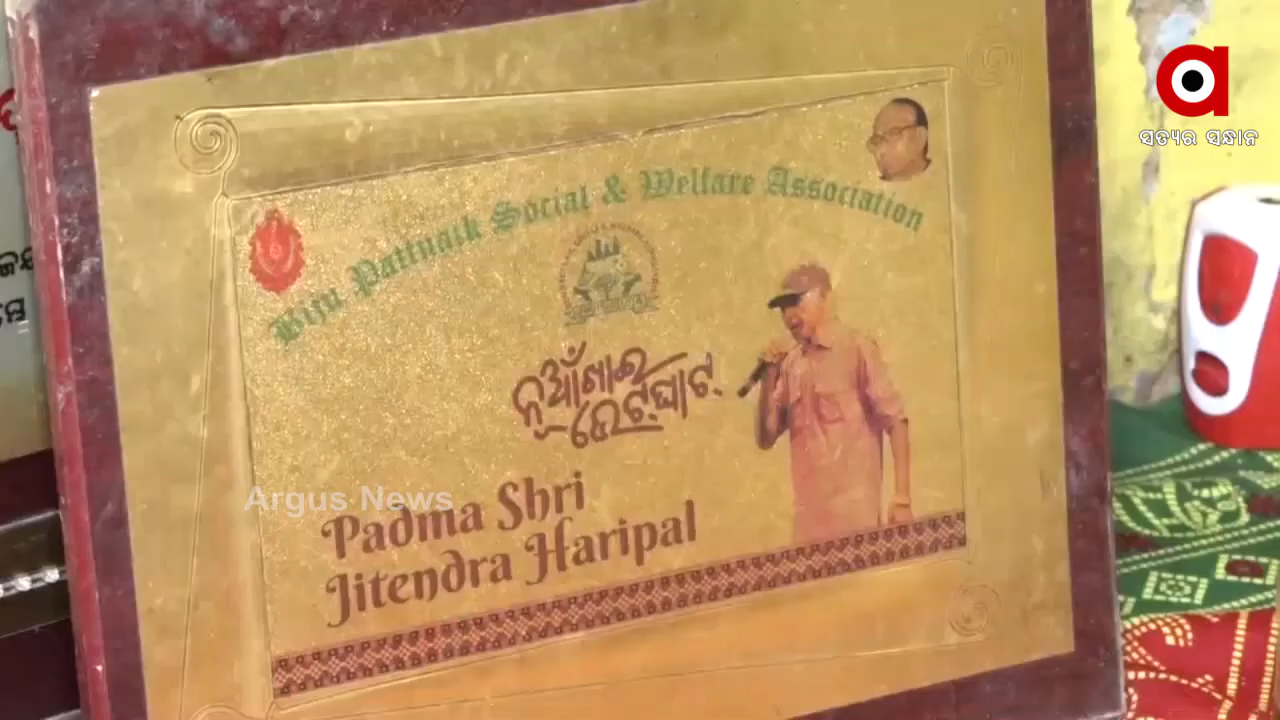 ସତ୍ୟର ସନ୍ଧାନ
Biju Pattnaik Social & Welfare Association
ନୂଆଁଖାଇ
ଭେଟ୍‌ଘାଟ୍
Argus News
Padma Shri
Jitendra Haripal